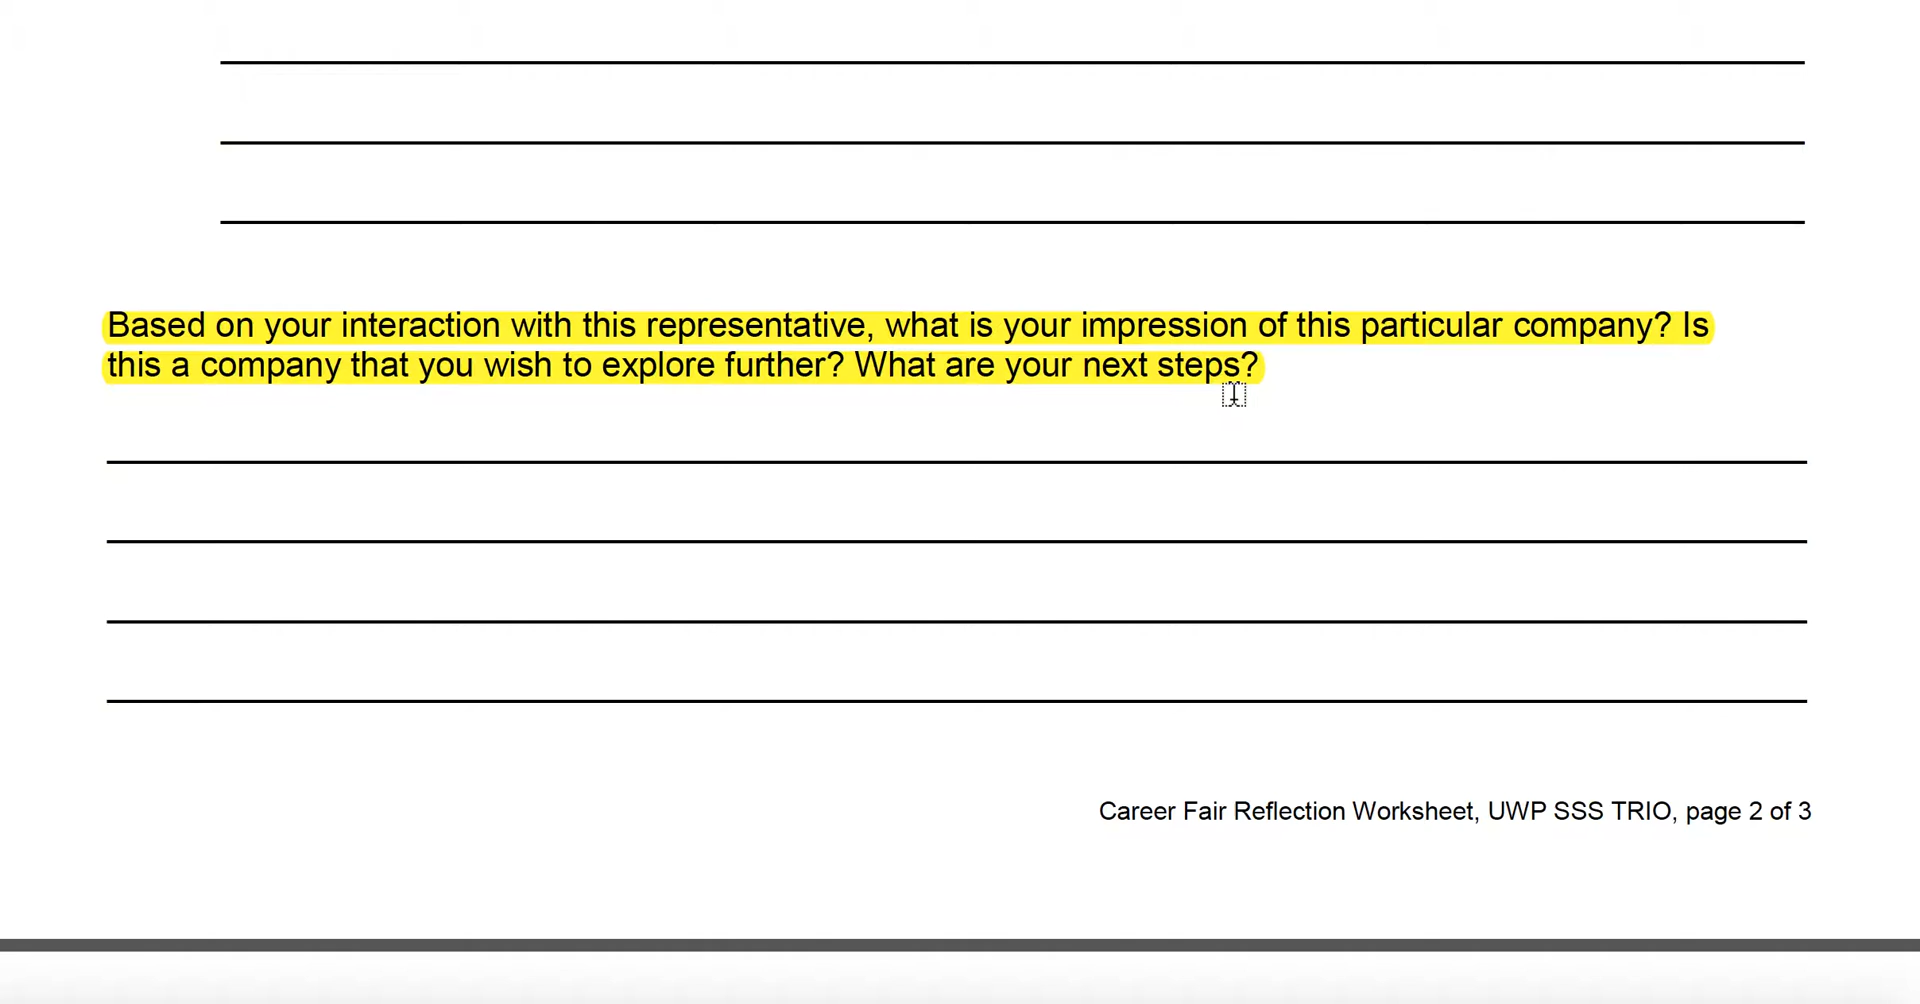 Based on your interaction with this representative, what is your impression of this particular company? Is
this a company that you wish to explore further? What are your next steps?
Career Fair Reflection Worksheet, UWP SSS TRIO, page 2 of 3